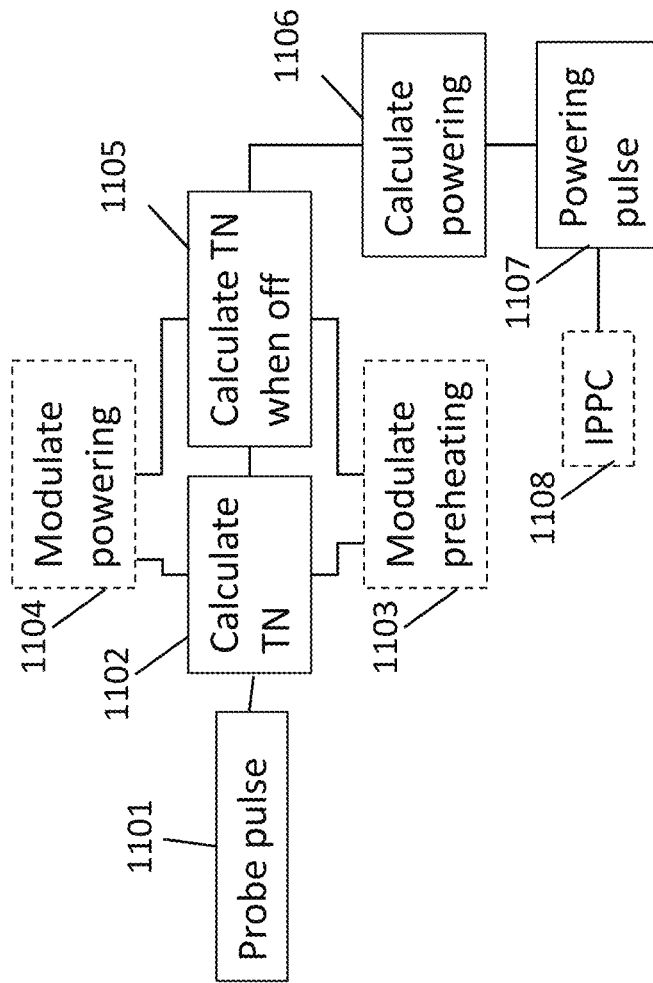 1101
Probe pulse
1102
Calculate
TN
1104
Modulate
powering
1103
Modulate
preheating
1105
Calculate TN
when off
1106
Calculate
powering
1107
Powering
pulse
1108
IPPC